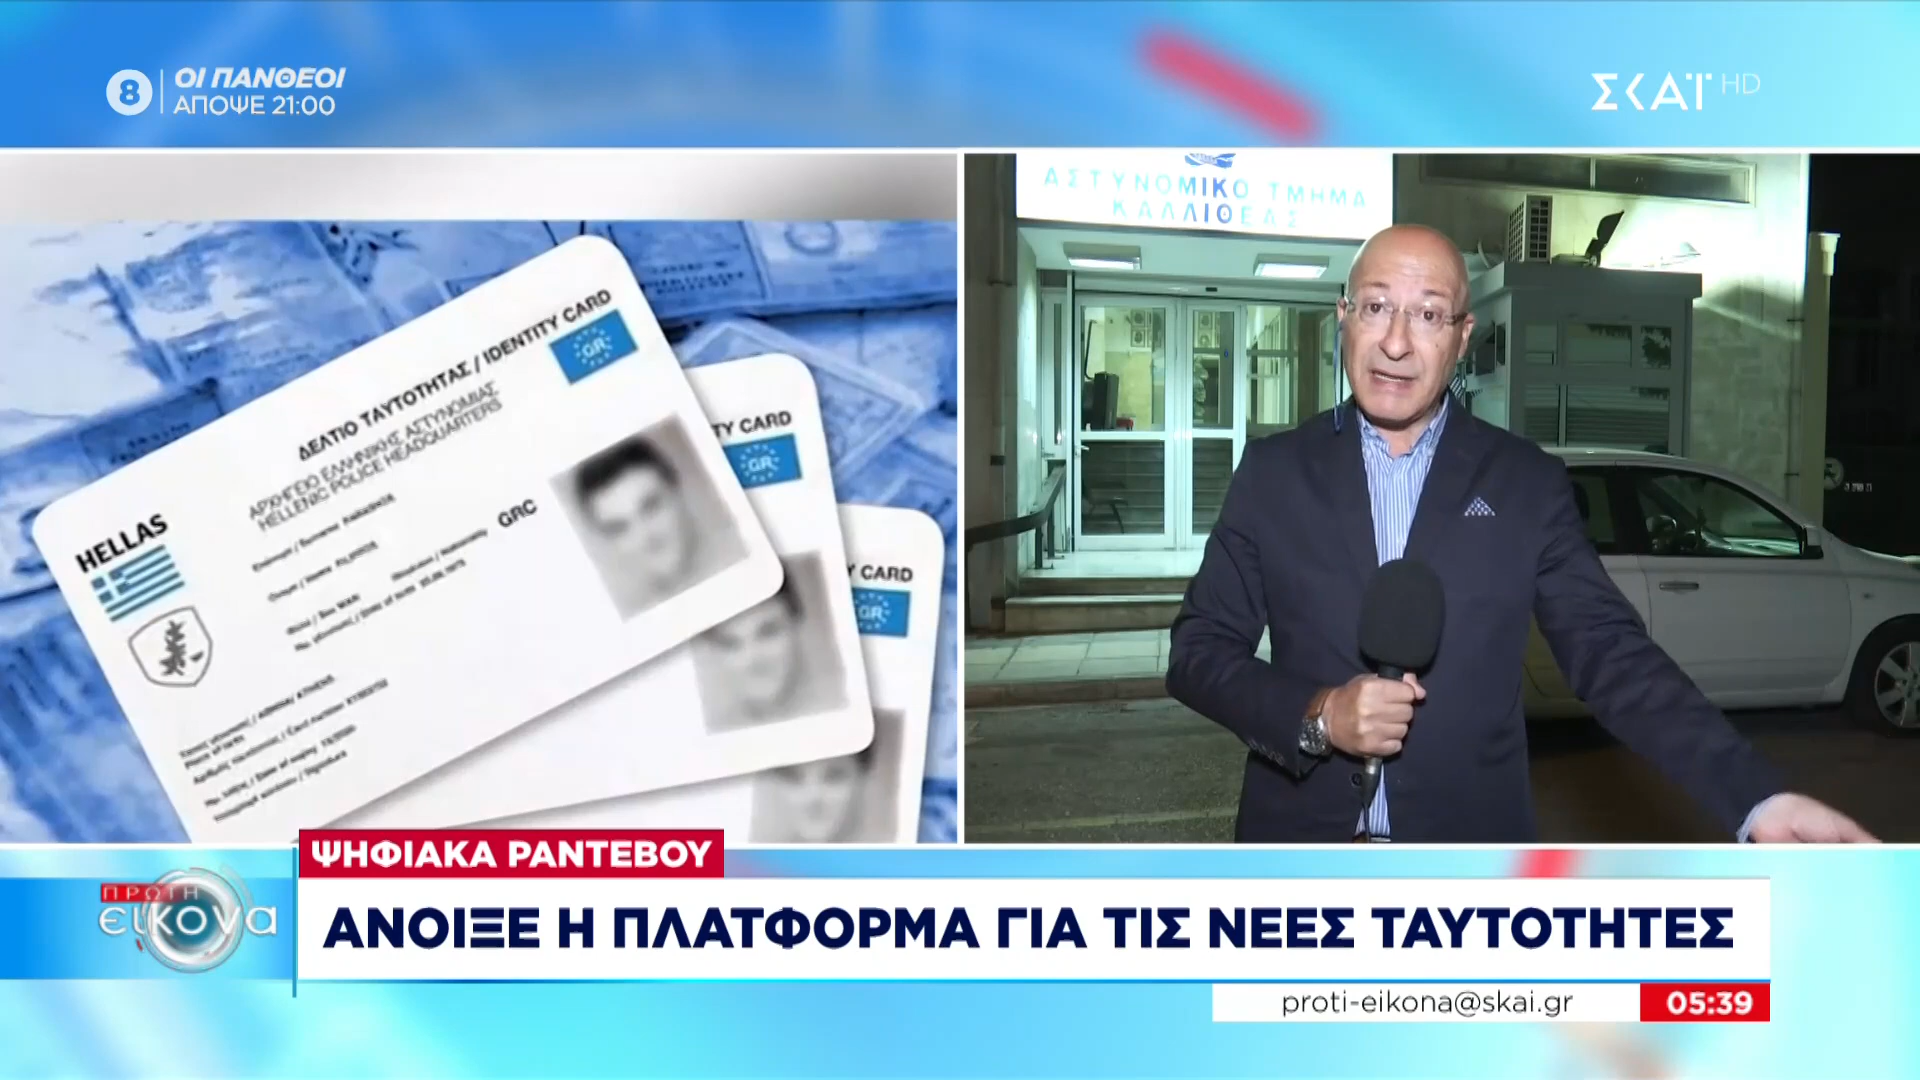 8 ΟΙ ΠΑΝΘΕΟΙ
ΑΠΟΨΕ 21:00
ΣΚΑΪ HD
ΔΕΛΤΙΟ ΤΑΥΤΟΤΗΤΑΣ / IDENTITY CARD
GR
ΑΡΧΗΓΕΙΟ ΕΛΛΗΝΙΚΗΣ ΑΣΤΥΝΟΜΙΑΣ
HELLENIC POLICE HEADQUARTERS
HELLAS
GRC
TY CARD
GR
Y CARD
GR
ΑΣΤΥΝΟΜΙΚΟ ΤΜΗΜΑ
ΚΑΛΛΙΘΕΑΣ
ΨΗΦΙΑΚΑ ΡΑΝΤΕΒΟΥ
ΠΡΩΤΗ
εικονα
ΑΝΟΙΞΕ Η ΠΛΑΤΦΟΡΜΑ ΓΙΑ ΤΙΣ ΝΕΕΣ ΤΑΥΤΟΤΗΤΕΣ
proti-eikona@skai.gr
05:39